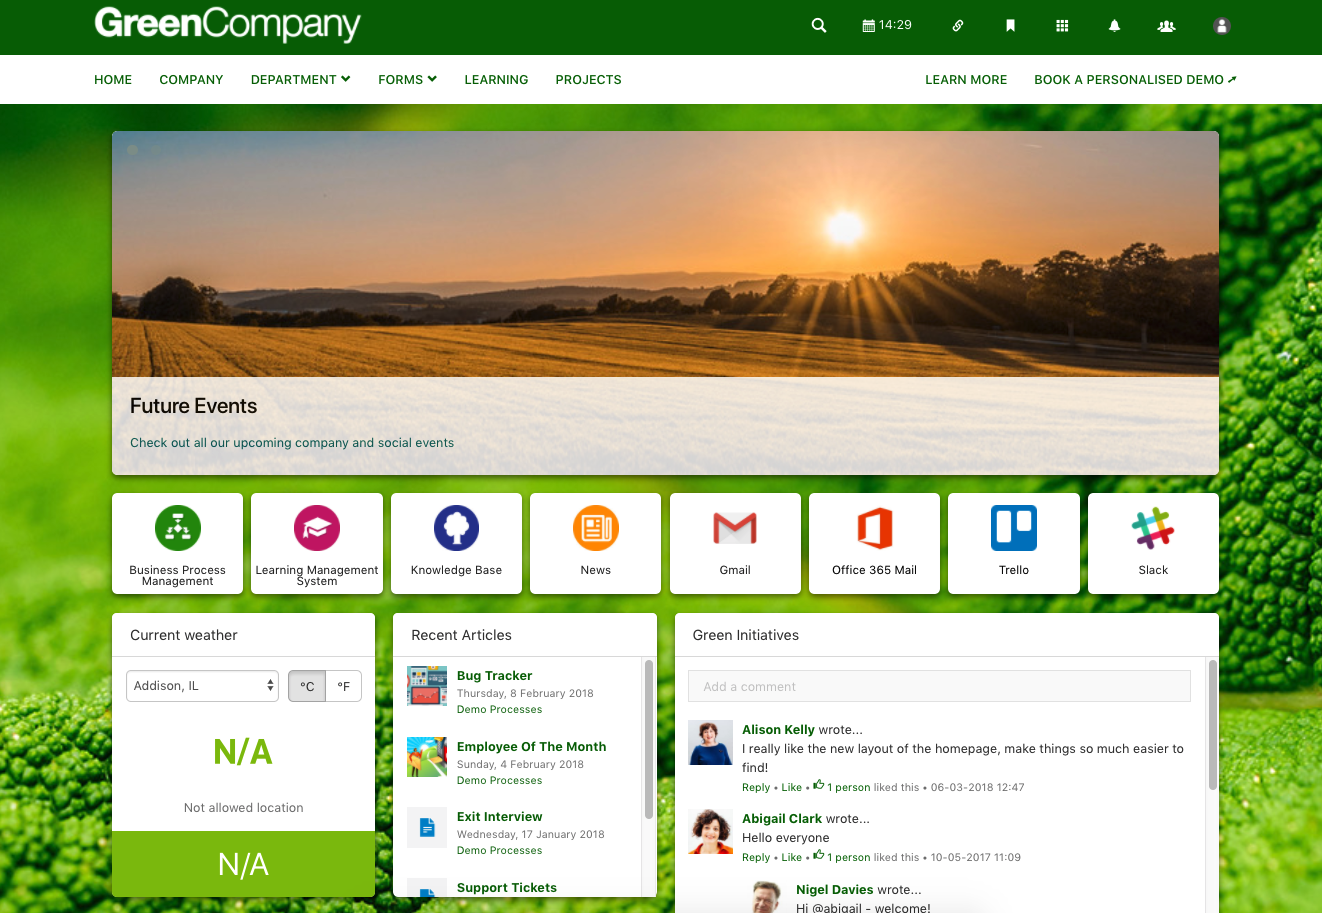 GreenCompany
14:29
HOME COMPANY DEPARTMENT FORMS LEARNING PROJECTS LEARN MORE BOOK A PERSONALISED DEMO
Future Events
Check out all our upcoming company and social events
Business Process
Management
Learning Management
System
Knowledge Base
News
Gmail
Office 365 Mail
Trello
Slack
Current weather
Addison, IL
°C
°F
N/A
Not allowed location
N/A
Recent Articles
Bug Tracker
Thursday, 8 February 2018
Demo Processes
Employee Of The Month
Sunday, 4 February 2018
Demo Processes
Exit Interview
Wednesday, 17 January 2018
Demo Processes
Support Tickets
Green Initiatives
Add a comment
Alison Kelly wrote...
I really like the new layout of the homepage, make things so much easier to
find!
Reply • Like • 1 person liked this • 06-03-2018 12:47
Abigail Clark wrote...
Hello everyone
Reply • Like • 1 person liked this • 10-05-2017 11:09
Nigel Davies wrote...
Hi @abigail - welcome!